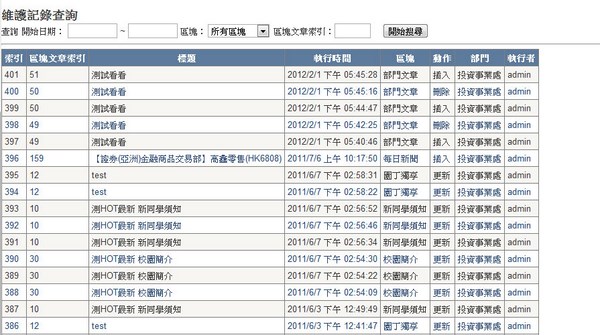 維護記錄查詢
查詢 開始日期： ~ 區塊： 所有區塊 區塊文章索引： 開始搜尋
索引 區塊文章索引 標題 執行時間 區塊 動作 部門 執行者
401 51 測試看看 2012/2/1 下午 05:45:28 部門文章 插入 投資事業處 admin
400 50 測試看看 2012/2/1 下午 05:45:16 部門文章 刪除 投資事業處 admin
399 50 測試看看 2012/2/1 下午 05:44:47 部門文章 插入 投資事業處 admin
398 49 測試看看 2012/2/1 下午 05:42:25 部門文章 刪除 投資事業處 admin
397 49 測試看看 2012/2/1 下午 05:40:46 部門文章 插入 投資事業處 admin
396 159 【證券(亞洲)金融商品交易部】高鑫零售(HK6808) 2011/7/6 上午 10:17:50 每日新聞 插入 投資事業處 admin
395 12 test 2011/6/7 下午 02:58:31 園丁獨享 更新 投資事業處 admin
394 12 test 2011/6/7 下午 02:58:22 園丁獨享 更新 投資事業處 admin
393 10 測HOT最新 新同學須知 2011/6/7 下午 02:56:52 新同學須知 更新 投資事業處 admin
392 10 測HOT最新 新同學須知 2011/6/7 下午 02:56:46 新同學須知 更新 投資事業處 admin
391 10 測HOT最新 新同學須知 2011/6/7 下午 02:56:34 新同學須知 更新 投資事業處 admin
390 30 測HOT最新 校園簡介 2011/6/7 下午 02:54:30 校園簡介 更新 投資事業處 admin
389 30 測HOT最新 校園簡介 2011/6/7 下午 02:54:22 校園簡介 更新 投資事業處 admin
388 30 測HOT最新 校園簡介 2011/6/7 下午 02:54:09 校園簡介 更新 投資事業處 admin
387 10 測HOT最新 新同學須知 2011/6/3 下午 12:49:49 新同學須知 更新 投資事業處 admin
386 12 test 2011/6/3 下午 12:41:47 園丁獨享 更新 投資事業處 admin